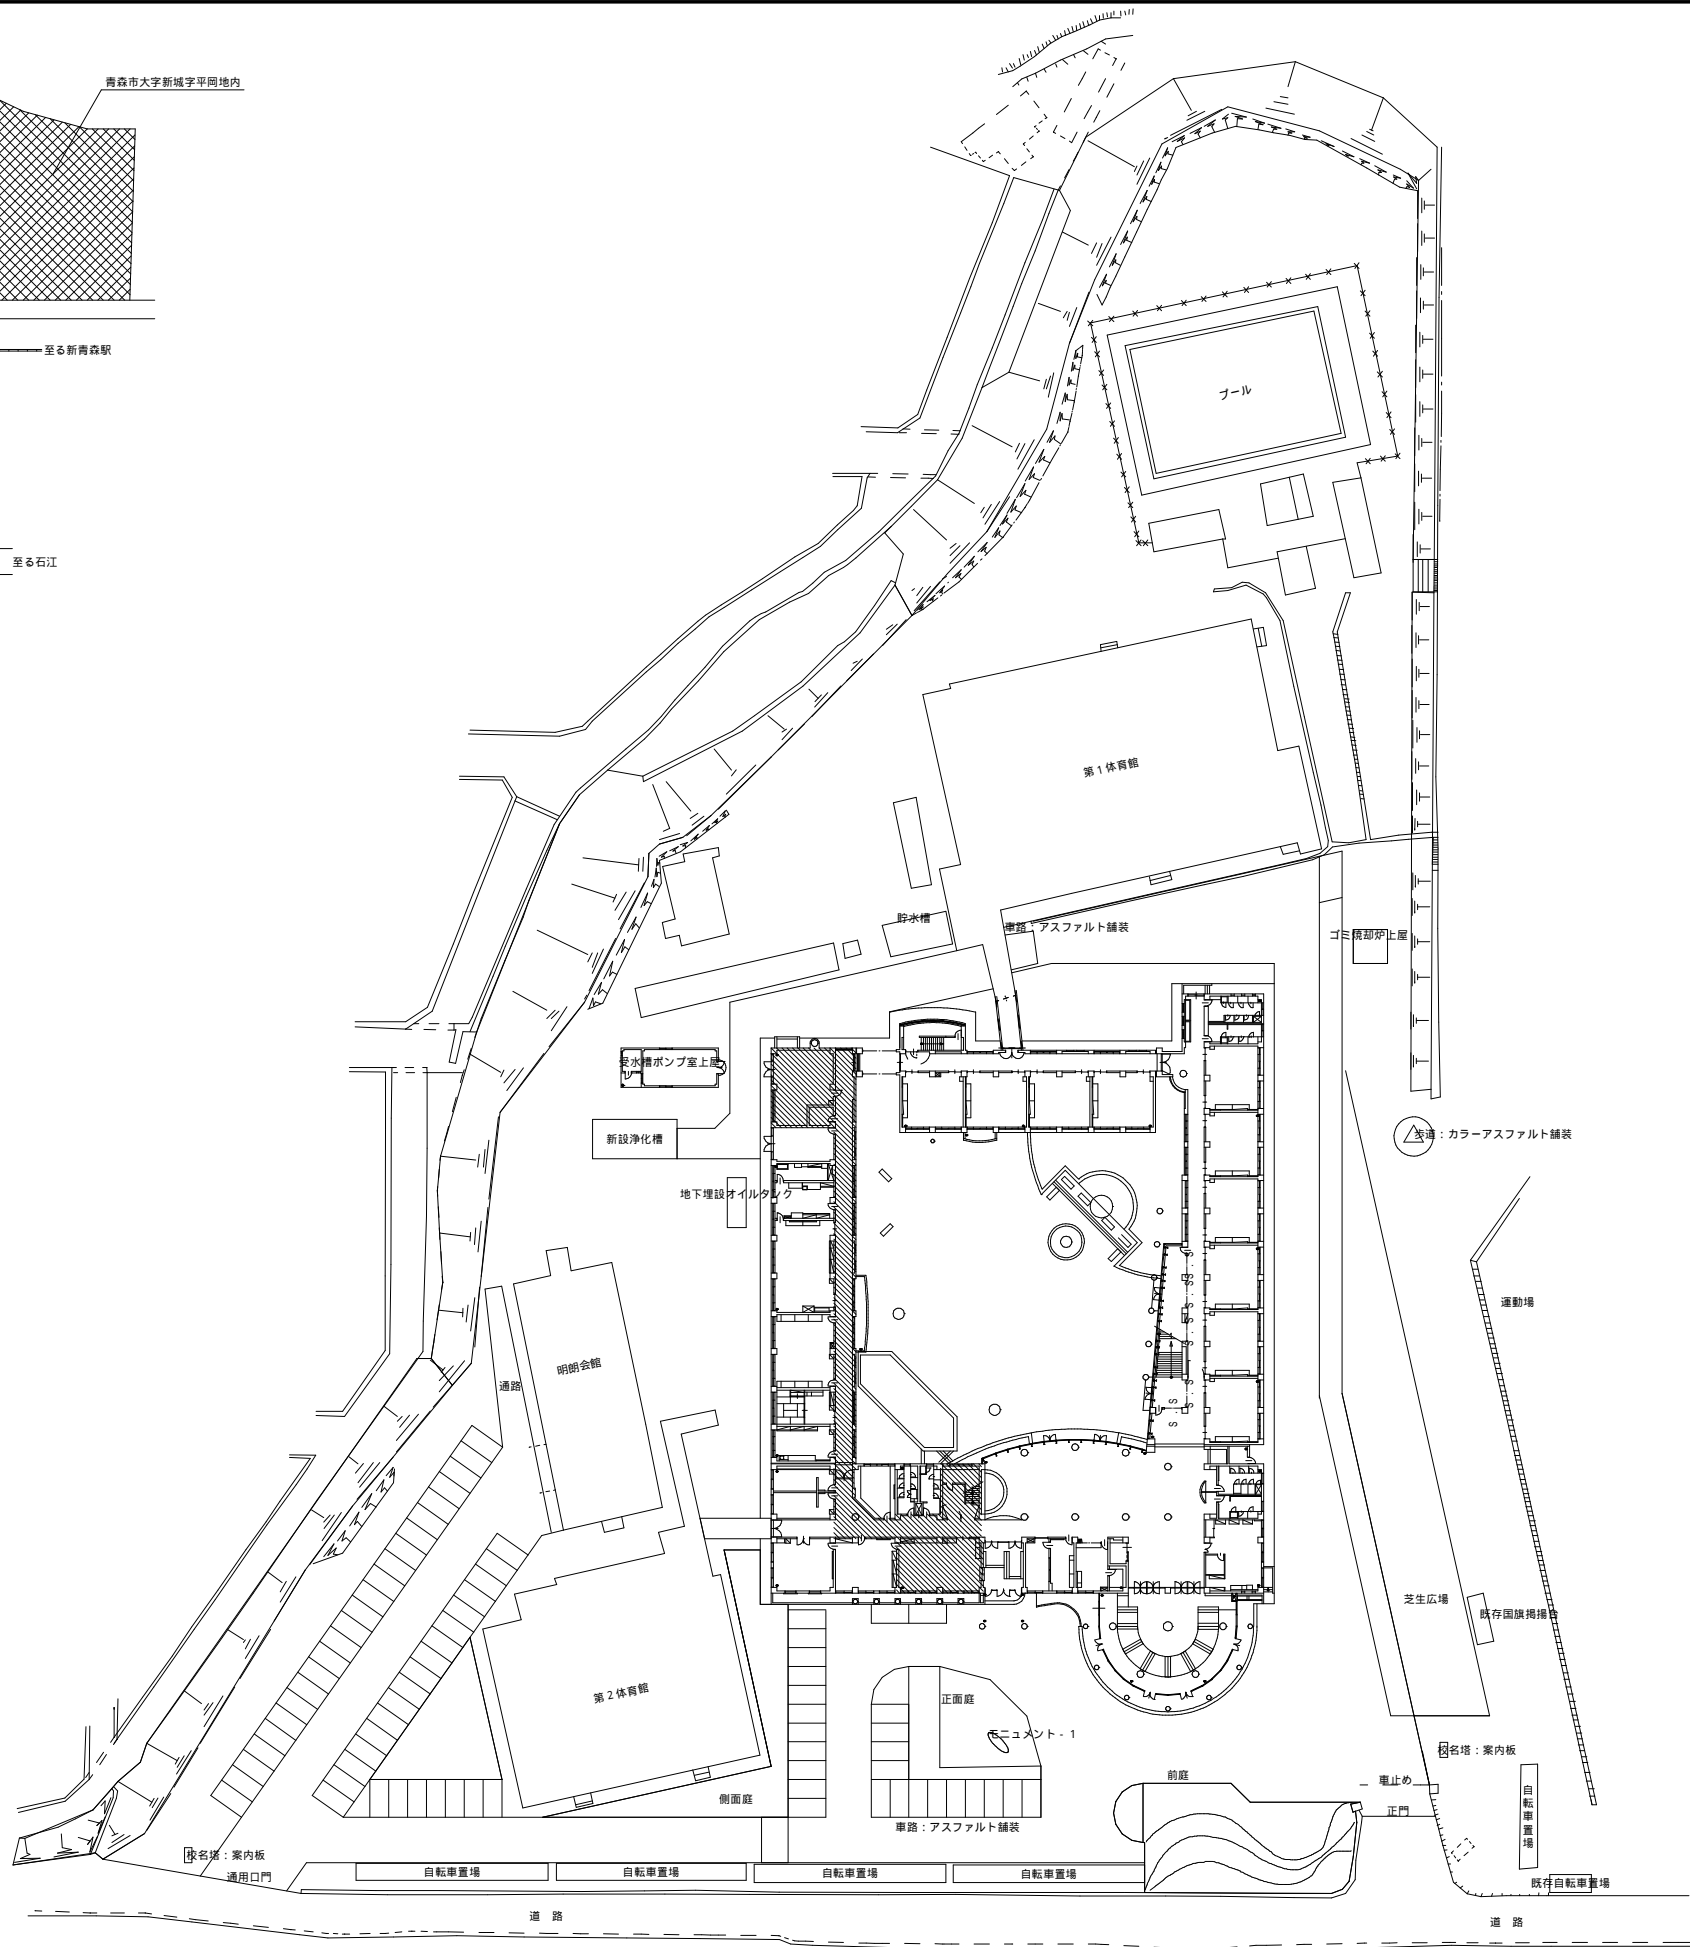 青森市大字新城字平岡地内
至る新青森駅
プール
至る石江
第1体育館
貯水槽
車路:アスファルト舗装
ゴミ焼却炉上屋
受水槽ポンプ室上屋
新設浄化槽
歩道:カラーアスファルト舗装
地下埋設オイルタンク
運動場
明朗会館
通路
芝生広場
既存国旗掲揚台
第2体育館
正面庭
モニュメント-1
校名塔:案内板
前庭
車止め
側面庭
正門
自転車置場
車路:アスファルト舗装
校名塔:案内板
通用口門
自転車置場
自転車置場
自転車置場
自転車置場
既存自転車置場
道 路
道 路